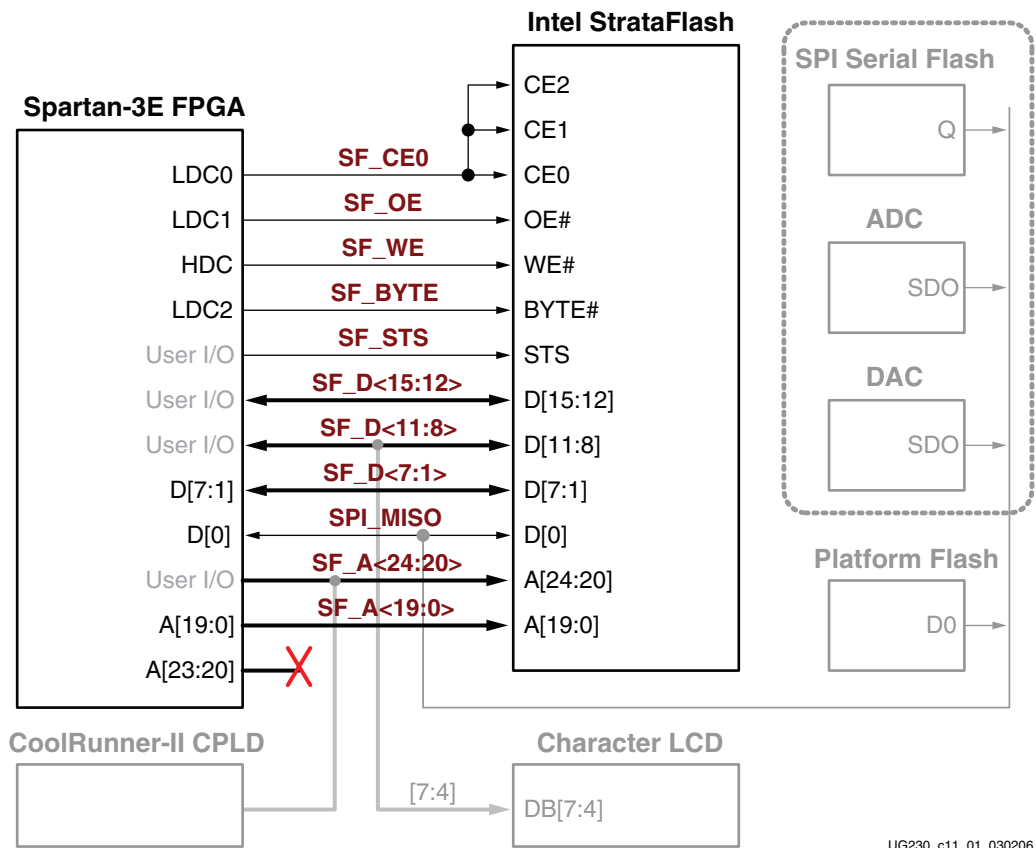 Intel StrataFlash
SPI Serial Flash
Spartan-3E FPGA
CE2
CE1
Q
LDC0 SF_CE0 CE0
LDC1 SF_OE OE#
ADC
HDC SF_WE WE#
SDO
LDC2 SF_BYTE BYTE#
User I/O SF_STS STS
DAC
User I/O SF_D<15:12> D[15:12]
User I/O SF_D<11:8> D[11:8]
SDO
D[7:1] SF_D<7:1> D[7:1]
D[0] SPI_MISO D[0]
Platform Flash
User I/O SF_A<24:20> A[24:20]
A[19:0] SF_A<19:0> A[19:0]
D0
A[23:20]
CoolRunner-II CPLD
Character LCD
[7:4]
DB[7:4]
UG230_c11_01_030206